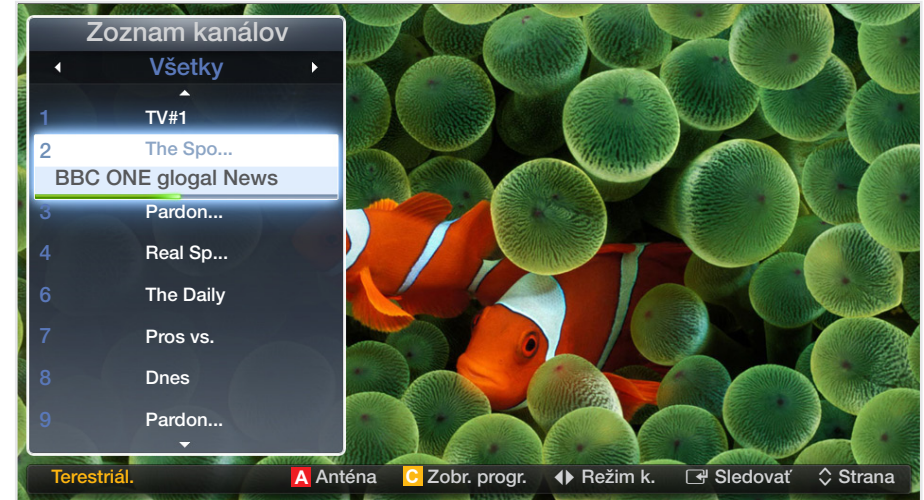 Zoznam kanálov
Všetky
1 TV#1
2 The Spo...
BBC ONE glogal News
3 Pardon...
4 Real Sp...
6 The Daily
7 Pros vs.
8 Dnes
9 Pardon...
Terestriál. A Anténa C Zobr. progr. Režim k. Sledovať Strana